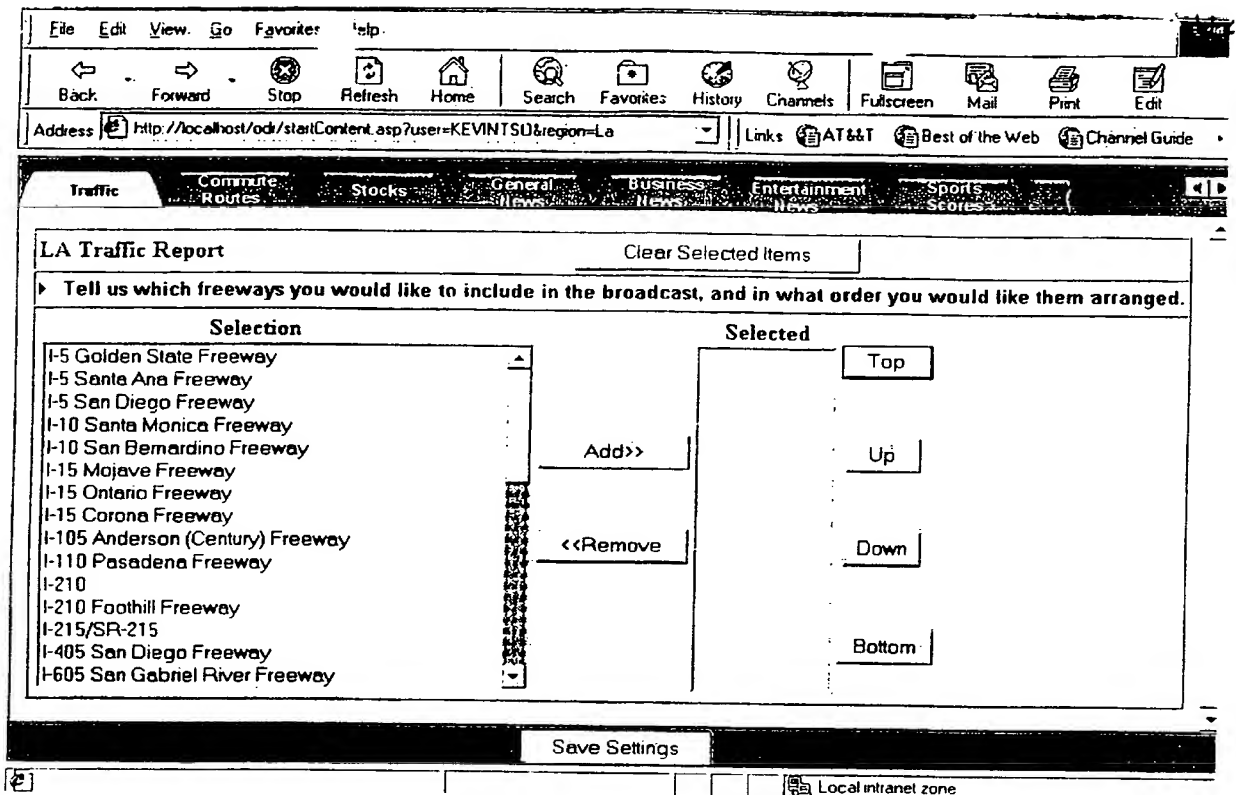 File Edit View Go Favorites
Back Forward Stop Refresh Home Search Favorites History Channels Fullscreen Mail Print Edit
Address http://localhost/odr/startContent.asp?user=KEVINTSU&region=La Links AT&&T Best of the Web Channel Guide
Traffic Commute Routes Stocks General News Business News Entertainment News Sports Scores
LA Traffic Report Clear Selected Items
Tell us which freeways you would like to include in the broadcast, and in what order you would like them arranged.
Selection Selected
I-5 Golden State Freeway
I-5 Santa Ana Freeway
I-5 San Diego Freeway
I-10 Santa Monica Freeway
I-10 San Bernardino Freeway
I-15 Mojave Freeway
I-15 Ontario Freeway
I-15 Corona Freeway
I-105 Anderson (Century) Freeway
I-110 Pasadena Freeway
I-210
I-210 Foothill Freeway
I-215/SR-215
I-405 San Diego Freeway
I-605 San Gabriel River Freeway
Add>>
<<Remove
Top
Up
Down
Bottom
Save Settings
Local intranet zone